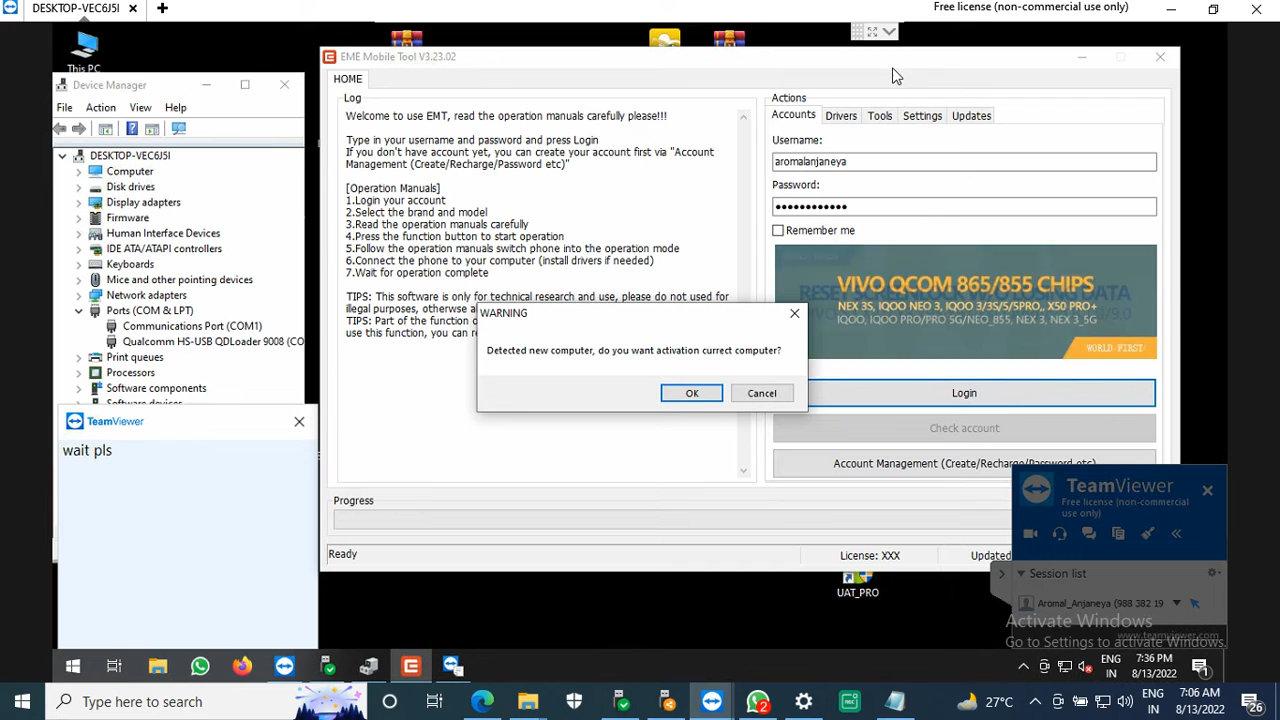 DESKTOP-VEC6J5I
Free license (non-commercial use only)
This PC
Device Manager
File Action View Help
DESKTOP-VEC6J5I
Computer
Disk drives
Display adapters
Firmware
Human Interface Devices
IDE ATA/ATAPI controllers
Keyboards
Mice and other pointing devices
Network adapters
Ports (COM & LPT)
Communications Port (COM1)
Qualcomm HS-USB QDLoader 9008 (CO
Print queues
Processors
Software components
Software devices
TeamViewer
wait pls
EME Mobile Tool V3.23.02
HOME
Log
Welcome to use EMT, read the operation manuals carefully please!!!
Type in your username and password and press Login
If you don't have account yet, you can create your account first via "Account
Management (Create/Recharge/Password etc)"
[Operation Manuals]
1.Login your account
2.Select the brand and model
3.Read the operation manuals carefully
4.Press the function button to start operation
5.Follow the operation manuals switch phone into the operation mode
6.Connect the phone to your computer (install drivers if needed)
7.Wait for operation complete
TIPS: This software is only for technical research and use, please do not used for
illegal purposes, otherwise a
TIPS: Part of the function
use this function, you can
WARNING
Detected new computer, do you want activation currect computer?
OK
Cancel
Actions
Accounts Drivers Tools Settings Updates
Username:
aromalanjaneya
Password:
Remember me
VIVO QCOM 865/855 CHIPS
NEX 3S, IQOO NEO 3, IQOO 3/3S/5/5PRO,, X50 PRO+
IQOO, IQOO PRO/PRO 5G/NEO_855, NEX 3, NEX 3_5G
WORLD FIRST!
Login
Check account
Account Management (Create/Recharge/Password etc)
Progress
Ready
License: XXX
Updated
TeamViewer
Free license (non-commercial
use only)
Session list
Aromal_Anjaneya (988 382 19
www.teamviewer.com
UAT_PRO
Activate Windows
Go to Settings to activate Windows.
ENG
IN
7:36 PM
8/13/2022
1
Type here to search
2
27°C
ENG
IN
7:06 AM
8/13/2022
26